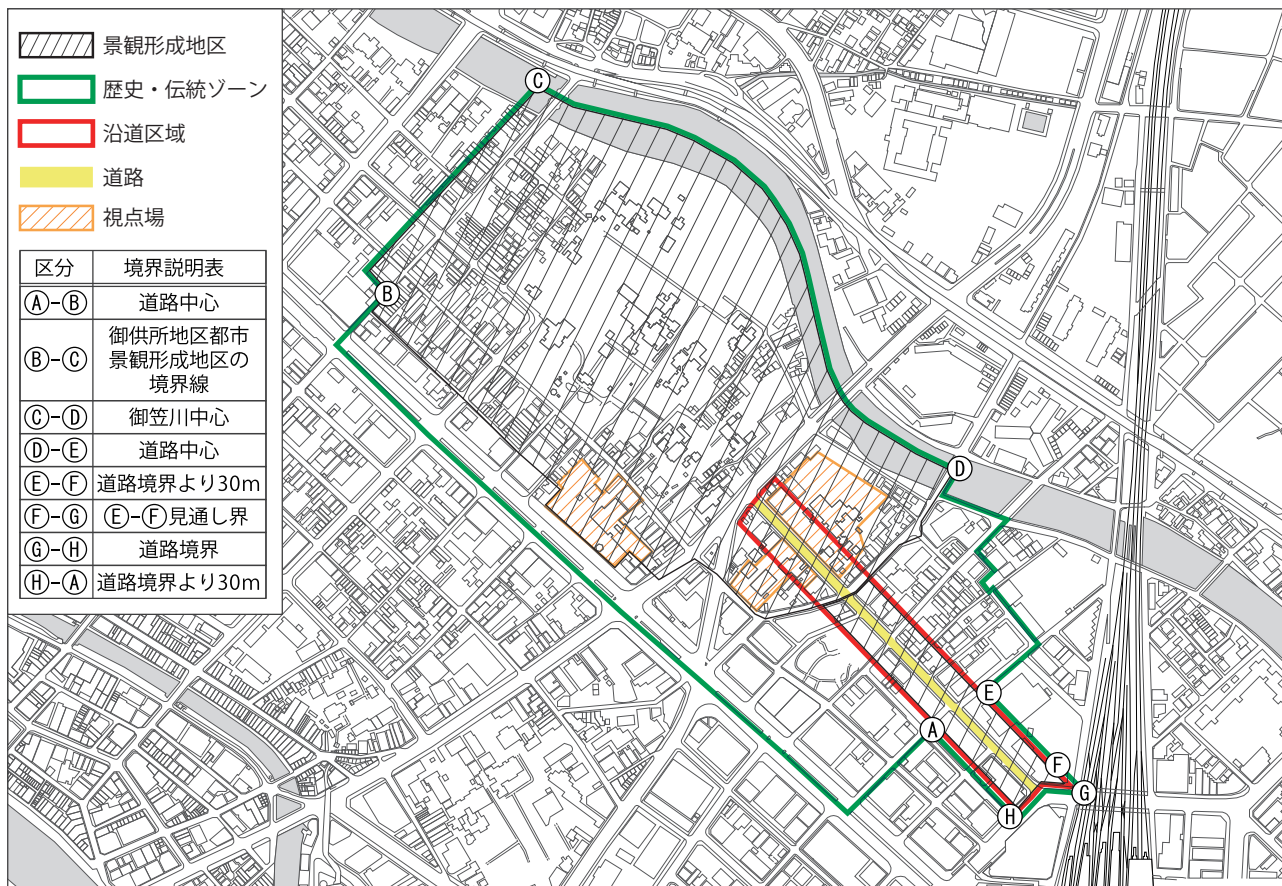 景観形成地区
歴史・伝統ゾーン
沿道区域
道路
視点場
区分 境界説明表
Ⓐ-Ⓑ 道路中心
Ⓑ-Ⓒ 御供所地区都市
景観形成地区の
境界線
Ⓒ-Ⓓ 御笠川中心
Ⓓ-Ⓔ 道路中心
Ⓔ-Ⓕ 道路境界より30m
Ⓕ-Ⓖ Ⓔ-Ⓕ見通し界
Ⓖ-Ⓗ 道路境界
Ⓗ-Ⓐ 道路境界より30m
Ⓒ
Ⓑ
Ⓓ
Ⓔ
Ⓐ
Ⓕ
Ⓖ
Ⓗ